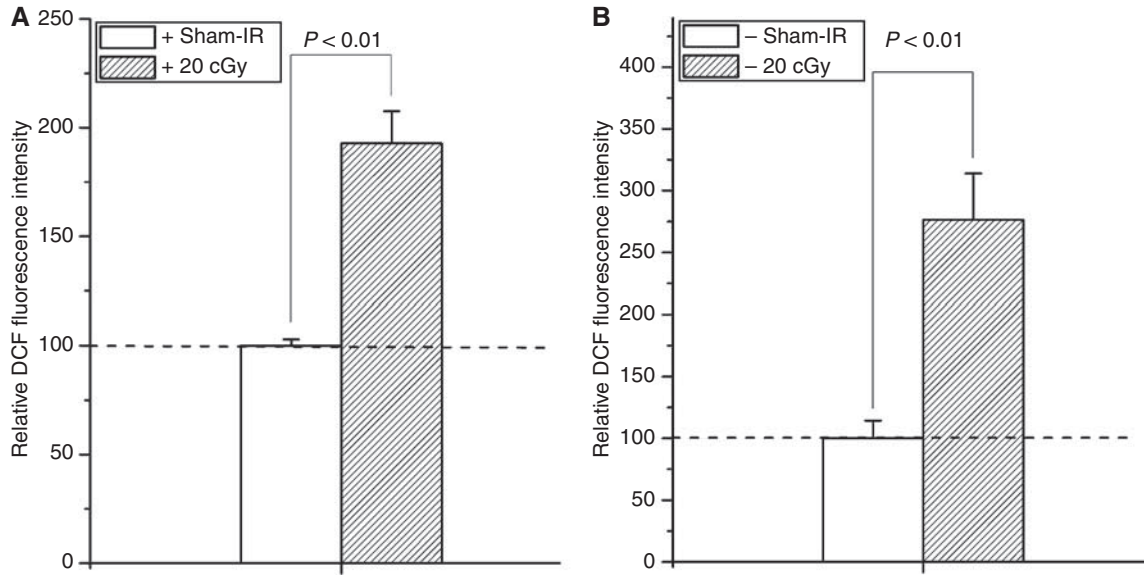 A
+ Sham-IR
+ 20 cGy
P < 0.01
Relative DCF fluorescence intensity
250
200
150
100
50
0
B
– Sham-IR
– 20 cGy
P < 0.01
Relative DCF fluorescence intensity
400
350
300
250
200
150
100
50
0